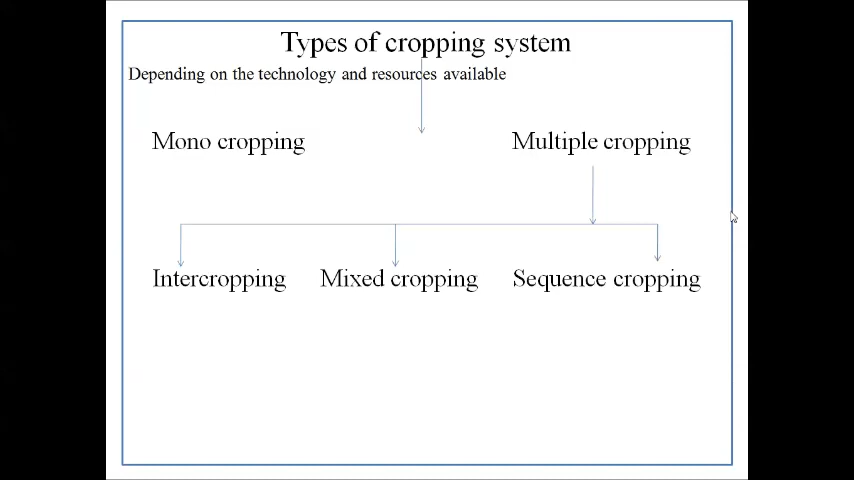 Types of cropping system
Depending on the technology and resources available
Mono cropping Multiple cropping
Intercropping Mixed cropping Sequence cropping